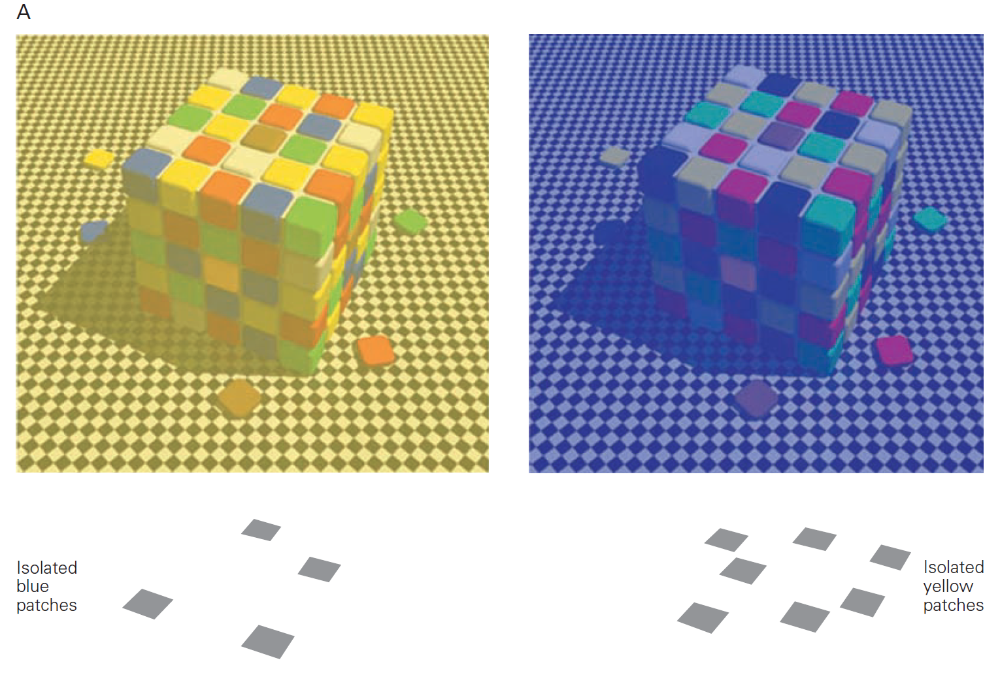 A
Isolated
blue
patches
Isolated
yellow
patches